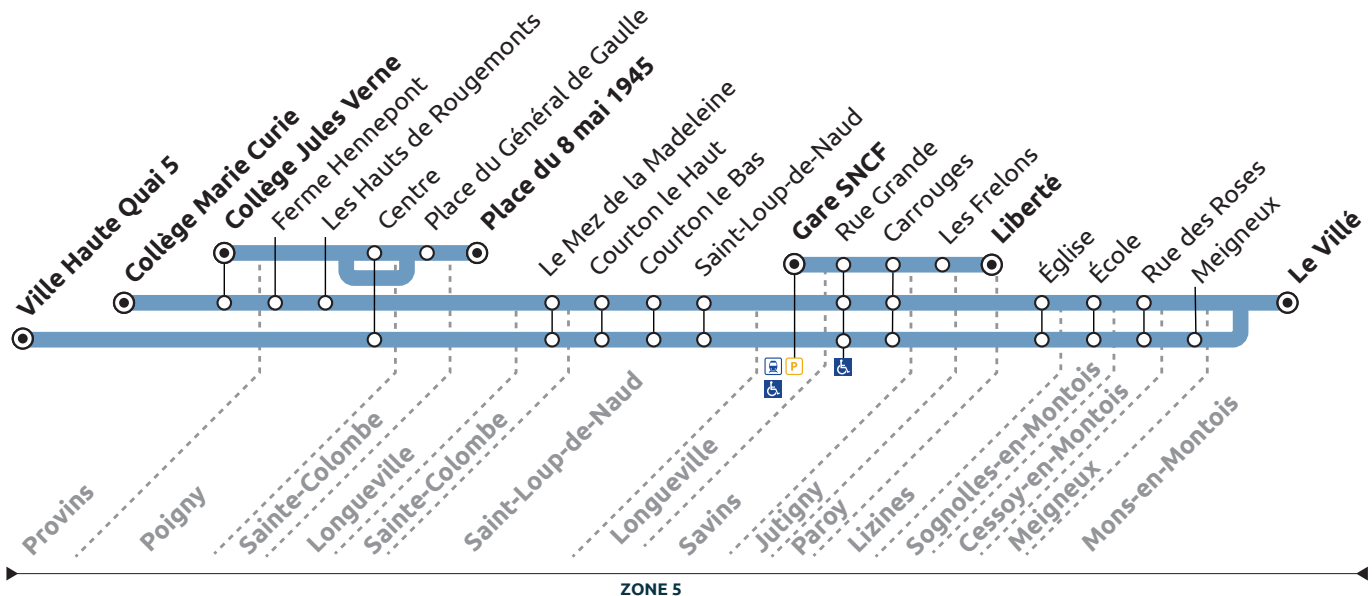 Ville Haute Quai 5
Collège Marie Curie
Collège Jules Verne
Ferme Hennepont
Les Hauts de Rougemonts
Centre
Place du Général de Gaulle
Place du 8 mai 1945
Le Mez de la Madeleine
Courton le Haut
Courton le Bas
Saint-Loup-de-Naud
Gare SNCF
Rue Grande
Carrouges
Les Frelons
Liberté
Église
École
Rue des Roses
Meigneux
Le Villé
P
Provins
Poigny
Sainte-Colombe
Longueville
Sainte-Colombe
Saint-Loup-de-Naud
Longueville
Savins
Jutigny
Paroy
Lizines
Sognolles-en-Montois
Cessoy-en-Montois
Meigneux
Mons-en-Montois
ZONE 5